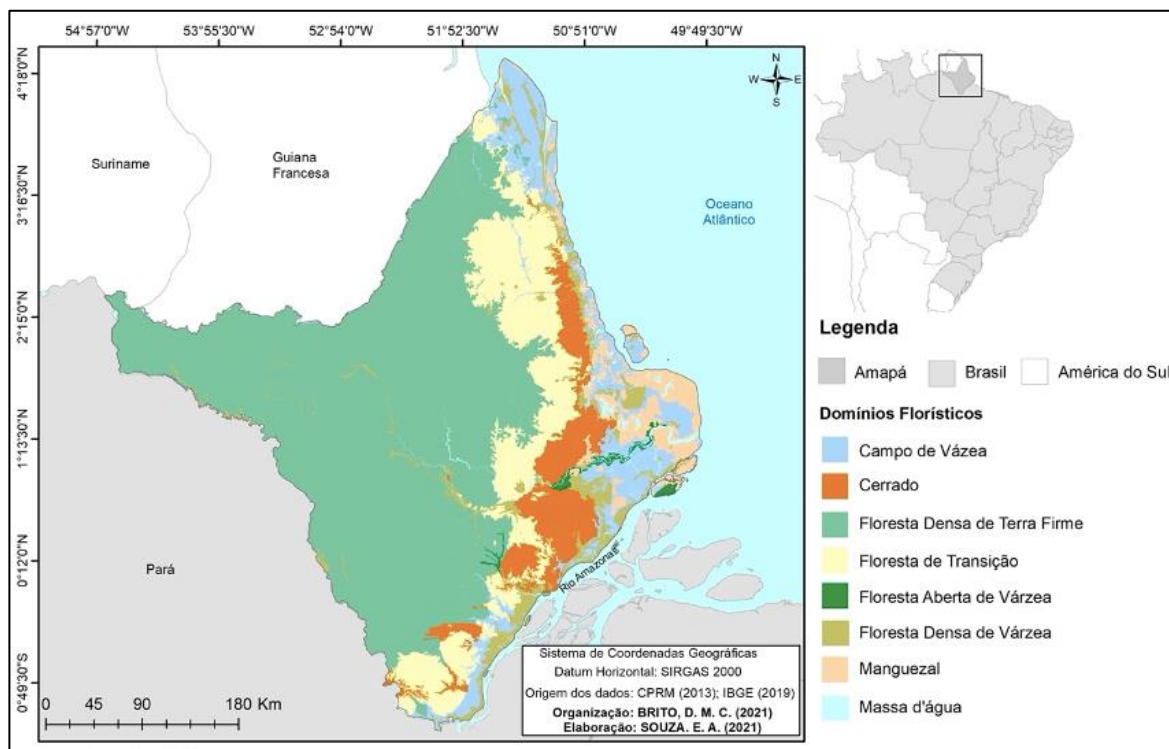 54°57'0"W 53°55'30"W 52°54'0"W 51°52'30"W 50°51'0"W 49°49'30"W
4°18'0"N
3°16'30"N
2°15'0"N
1°13'30"N
0°12'0"N
0°49'30"S
N
W E
S
Suriname
Guiana
Francesa
Oceano
Atlântico
Pará
Rio Amazonas
0 45 90 180 Km
Sistema de Coordenadas Geográficas
Datum Horizontal: SIRGAS 2000
Origem dos dados: CPRM (2013); IBGE (2019)
Organização: BRITO, D. M. C. (2021)
Elaboração: SOUZA. E. A. (2021)
Legenda
Amapá Brasil América do Sul
Domínios Florísticos
Campo de Vázea
Cerrado
Floresta Densa de Terra Firme
Floresta de Transição
Floresta Aberta de Várzea
Floresta Densa de Várzea
Manguezal
Massa d'água